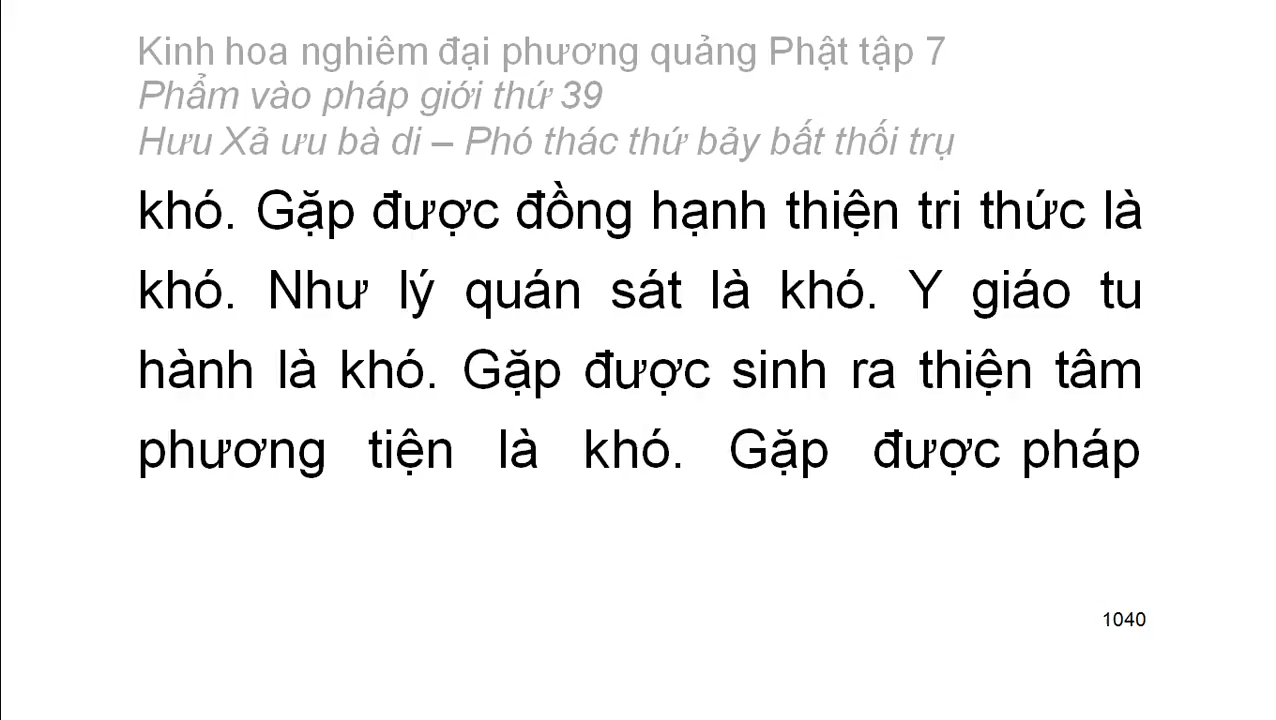 Kinh hoa nghiêm đại phương quảng Phật tập 7
Phẩm vào pháp giới thứ 39
Hưu Xả ưu bà di – Phó thác thứ bảy bất thối trụ
khó. Gặp được đồng hạnh thiện tri thức là
khó. Như lý quán sát là khó. Y giáo tu
hành là khó. Gặp được sinh ra thiện tâm
phương tiện là khó. Gặp được pháp
1040